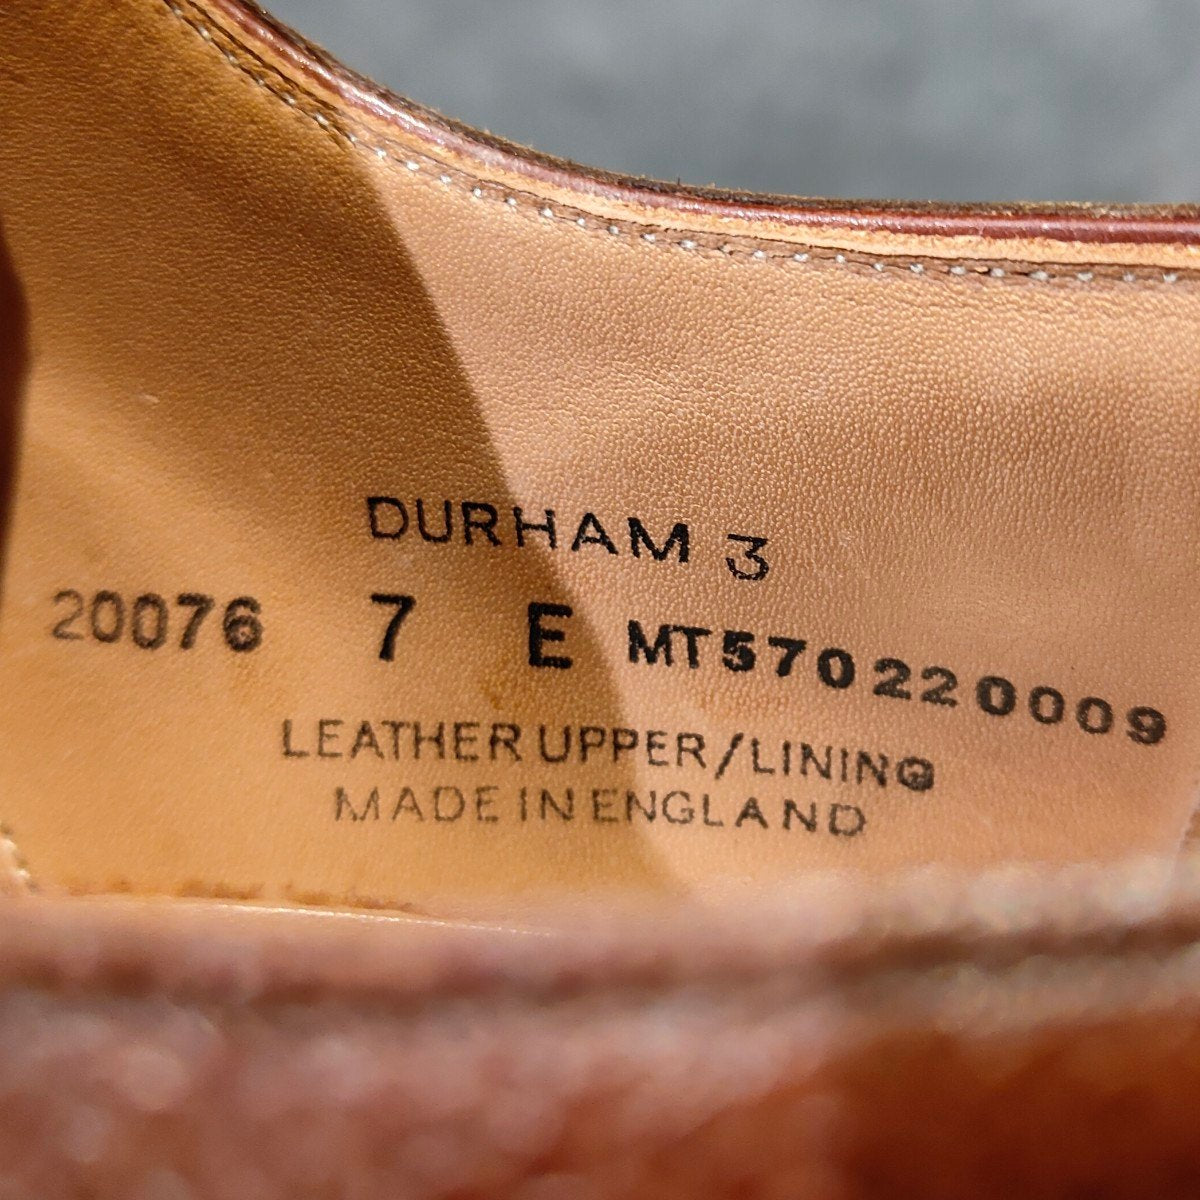 DURHAM 3
20076 7 E MT570220009
LEATHER UPPER/LINING
MADE IN ENGLAND